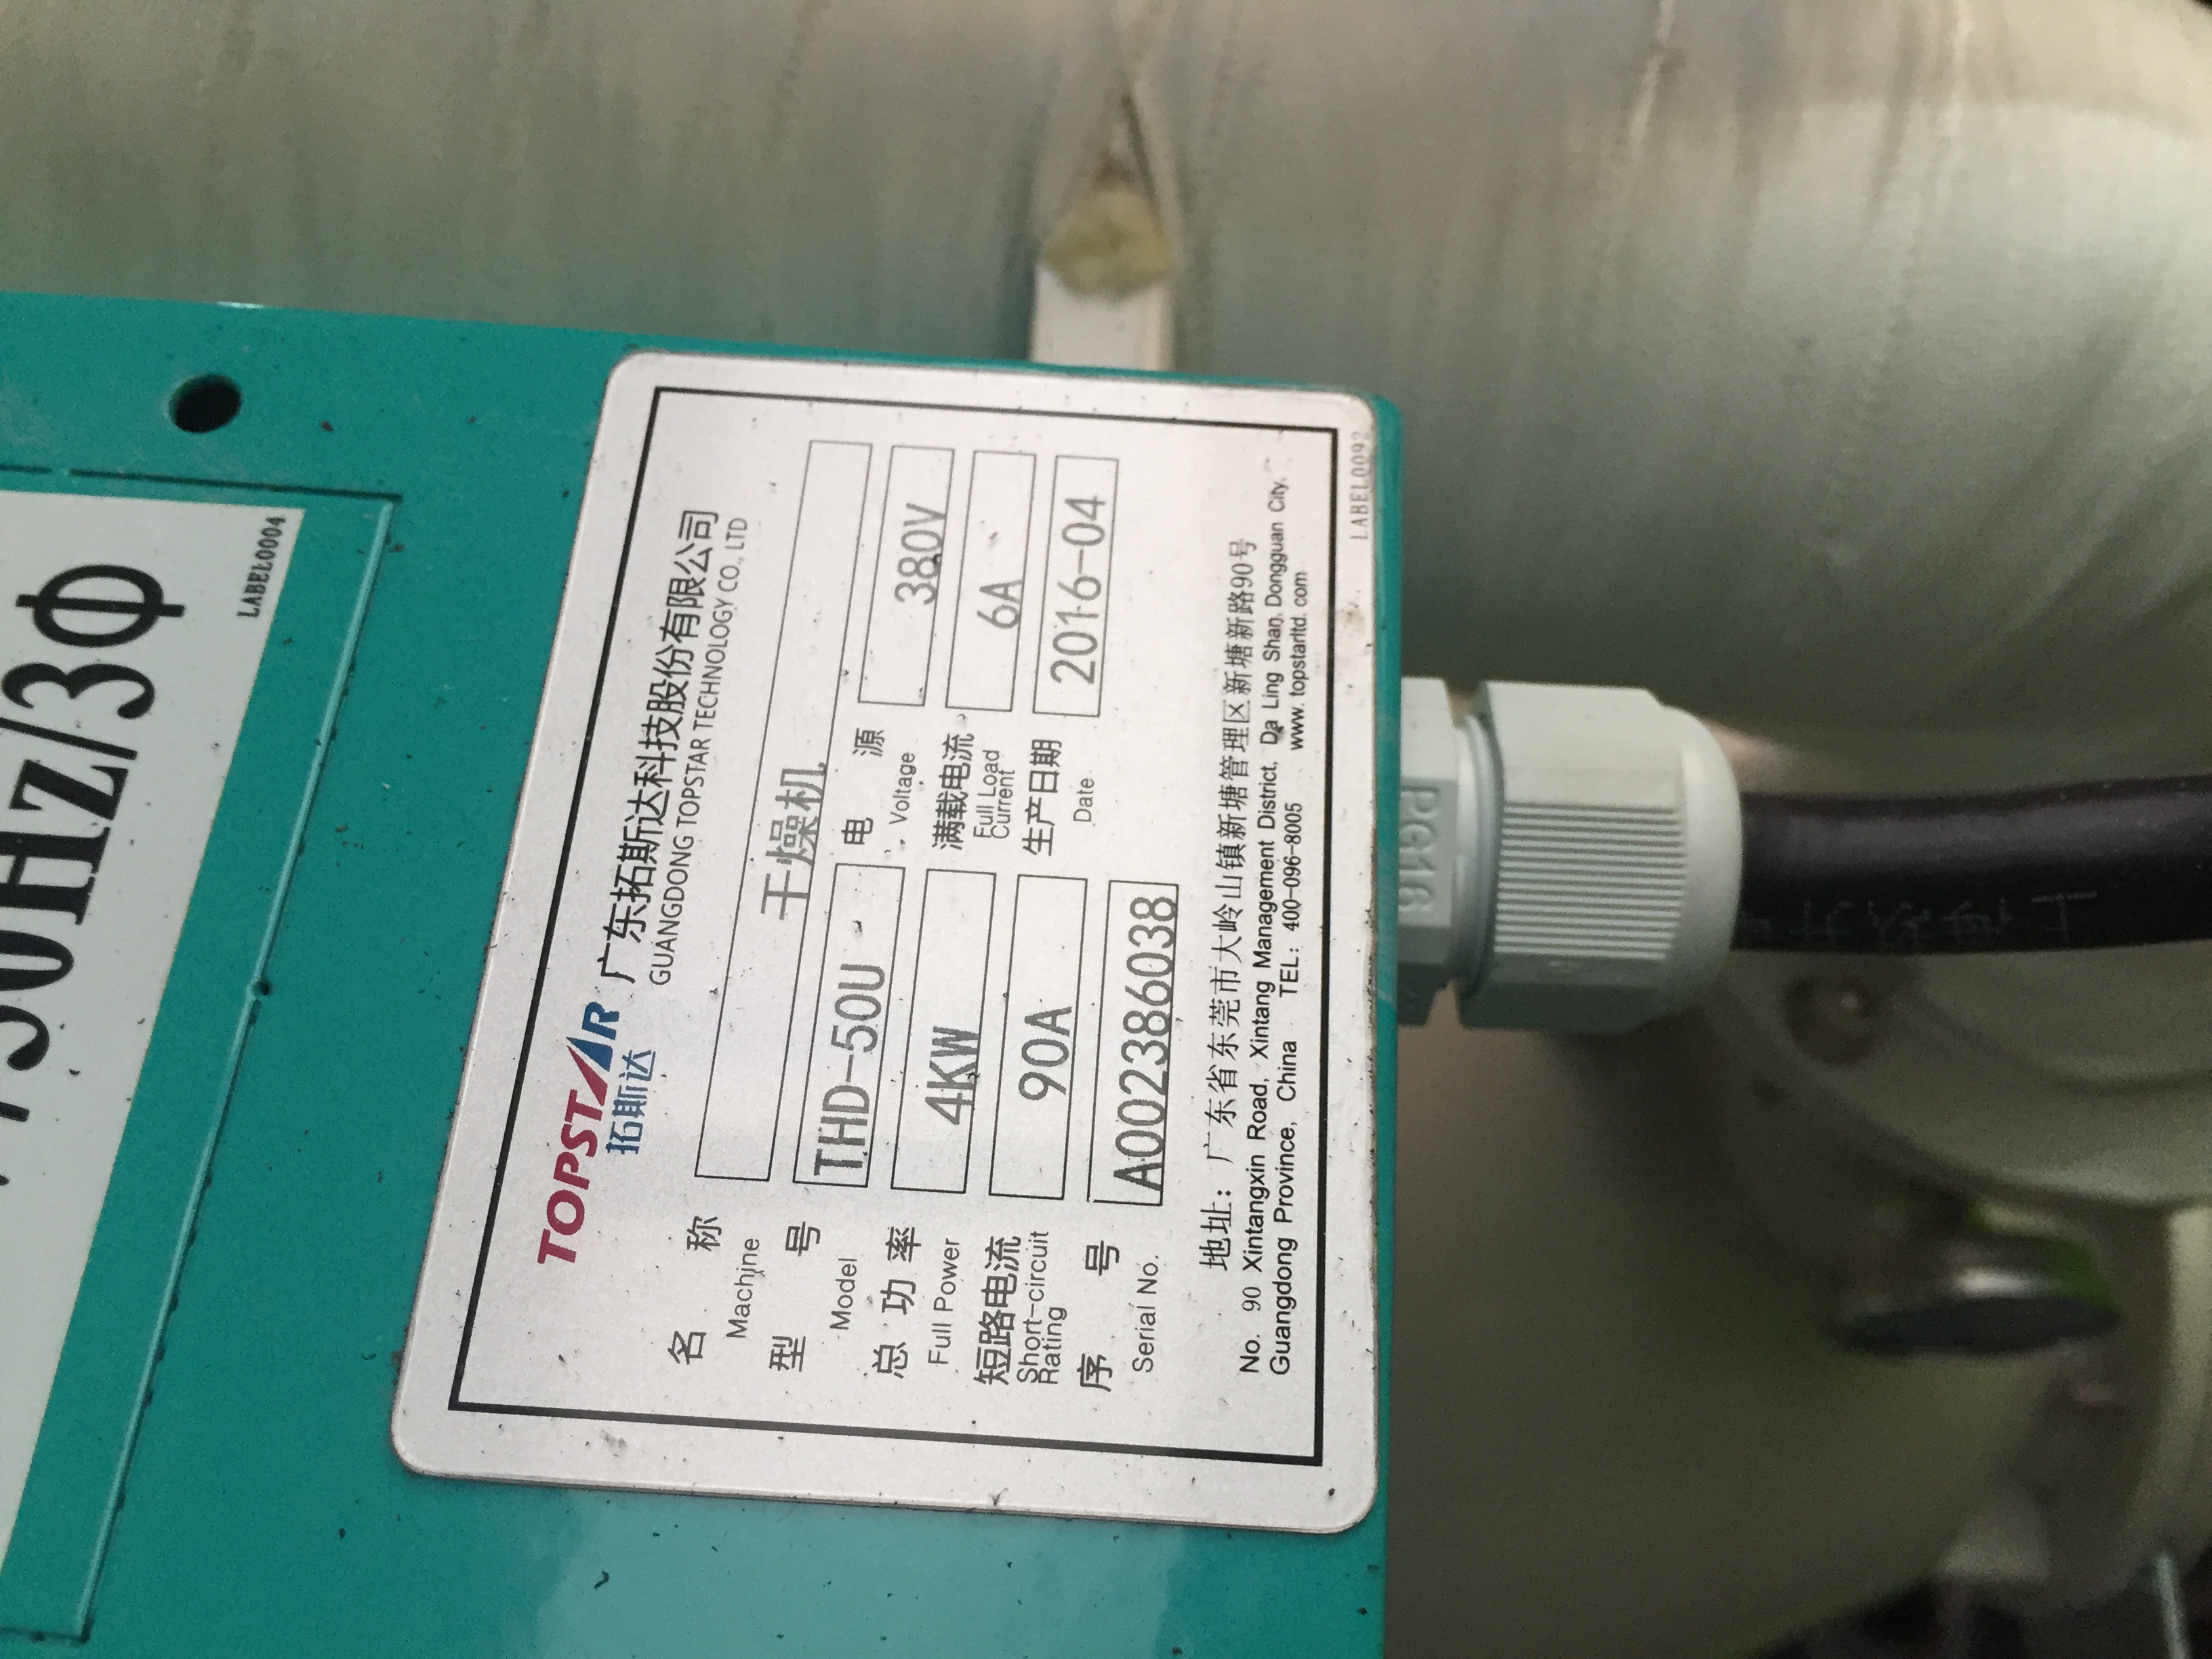 /50Hz/3Φ
LABEL0004
TOPSTAR 广东拓斯达科技股份有限公司
拓斯达 GUANGDONG TOPSTAR TECHNOLOGY CO., LTD
名称 干燥机
Machine
型号 THD-50U 电源 380V
Model Voltage
总功率 4KW 满载电流 6A
Full Power Full Load Current
短路电流 90A 生产日期 2016-04
Short-circuit Rating Date
序号 A002386038
Serial No.
地址: 广东省东莞市大岭山镇新塘管理区新塘新路90号
No. 90 Xintangxin Road, Xintang Management District, Da Ling Shan, Dongguan City,
Guangdong Province, China TEL: 400-096-8005 www.topstarltd.com
LABEL0092
PG16